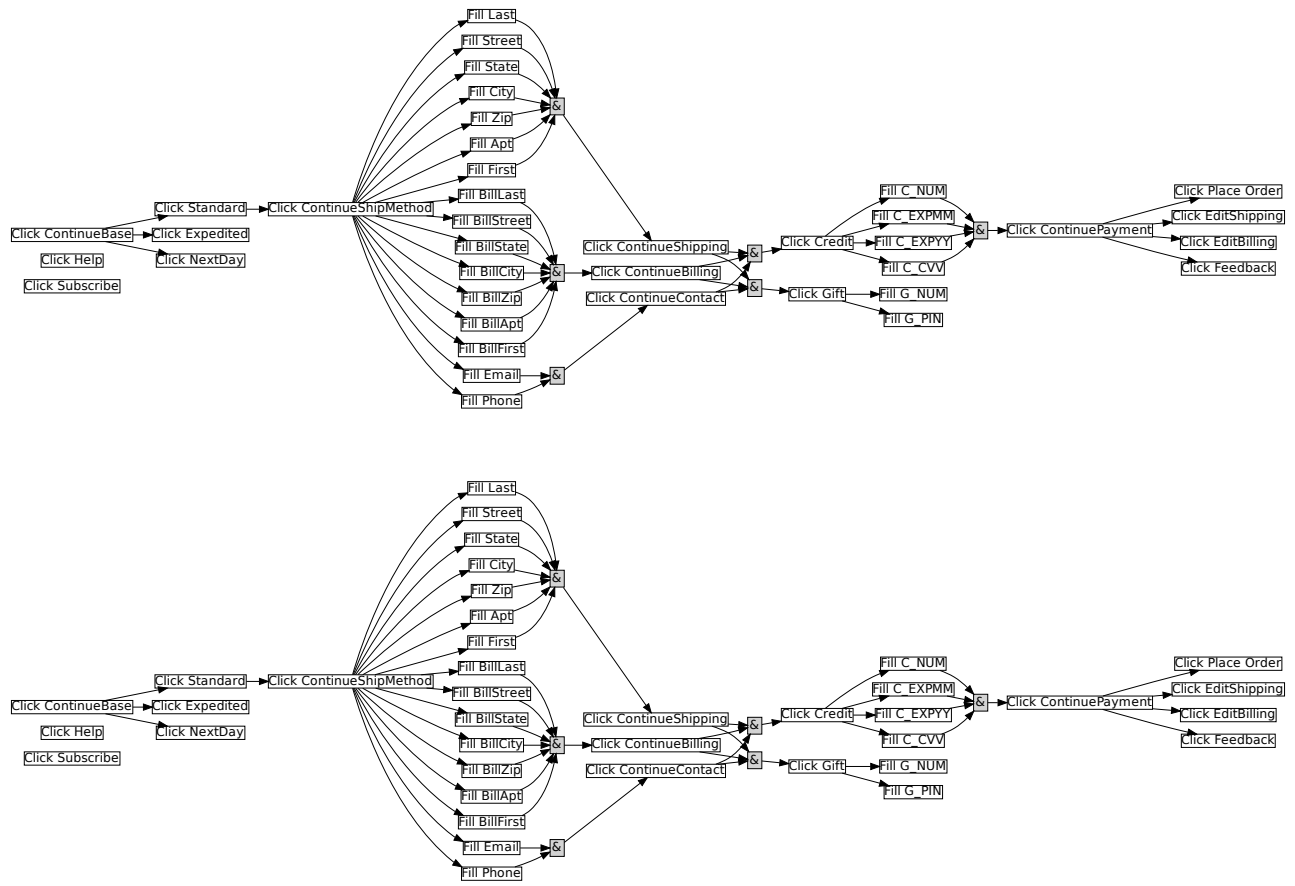 Fill Last
Fill Street
Fill State
Fill City
&
Fill Zip
Fill Apt
Fill First
Fill BillLast
Click Standard
Click ContinueShipMethod
Fill BillStreet
Click ContinueBase
Click Expedited
Fill BillState
Click ContinueShipping
&
Click Credit
Fill C_NUM
Fill C_EXPMM
Fill C_EXPYY
Fill C_CVV
&
Click ContinuePayment
Click Place Order
Click EditShipping
Click EditBilling
Click Feedback
Click Help
Click NextDay
Fill BillCity
&
Click ContinueBilling
Click Subscribe
Fill BillZip
Click ContinueContact
&
Click Gift
Fill G_NUM
Fill G_PIN
Fill BillApt
Fill BillFirst
Fill Email
&
Fill Phone
Fill Last
Fill Street
Fill State
Fill City
&
Fill Zip
Fill Apt
Fill First
Fill BillLast
Click Standard
Click ContinueShipMethod
Fill BillStreet
Click ContinueBase
Click Expedited
Fill BillState
Click ContinueShipping
&
Click Credit
Fill C_NUM
Fill C_EXPMM
Fill C_EXPYY
Fill C_CVV
&
Click ContinuePayment
Click Place Order
Click EditShipping
Click EditBilling
Click Feedback
Click Help
Click NextDay
Fill BillCity
&
Click ContinueBilling
Click Subscribe
Fill BillZip
Click ContinueContact
&
Click Gift
Fill G_NUM
Fill G_PIN
Fill BillApt
Fill BillFirst
Fill Email
&
Fill Phone